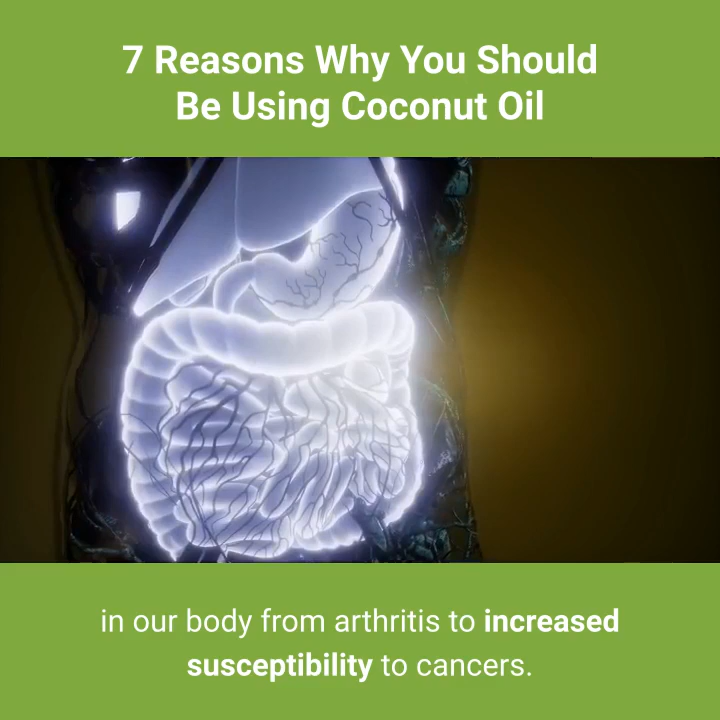 7 Reasons Why You Should
Be Using Coconut Oil
in our body from arthritis to increased
susceptibility to cancers.